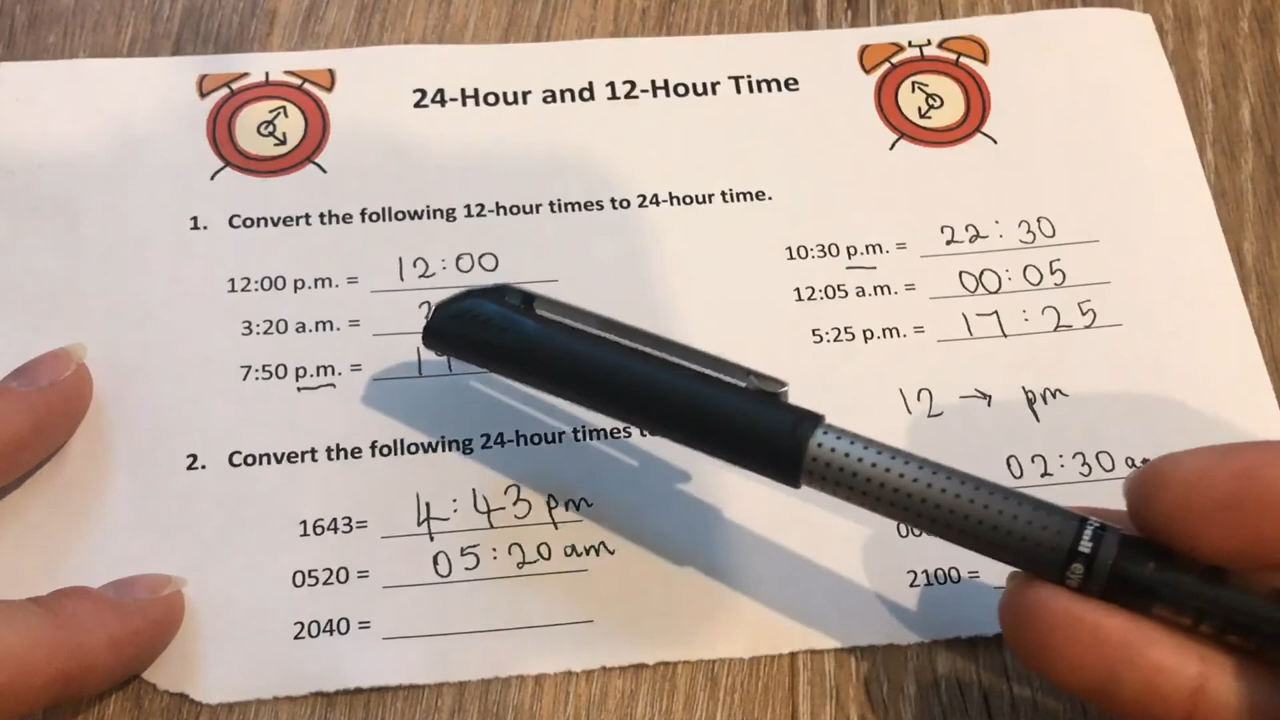 24-Hour and 12-Hour Time
1. Convert the following 12-hour times to 24-hour time.
12:00 p.m. = 12:00
3:20 a.m. =
7:50 p.m. =
10:30 p.m. = 22:30
12:05 a.m. = 00:05
5:25 p.m. = 17:25
12 → pm
2. Convert the following 24-hour times
1643= 4:43 pm
0520 = 05:20 am
2040 =
02:30
2100 =